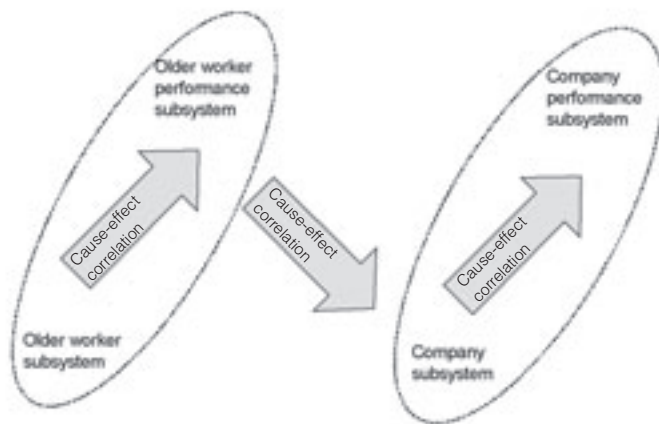 Older worker
performance
subsystem
Cause-effect
correlation
Older worker
subsystem
Cause-effect
correlation
Company
performance
subsystem
Cause-effect
correlation
Company
subsystem